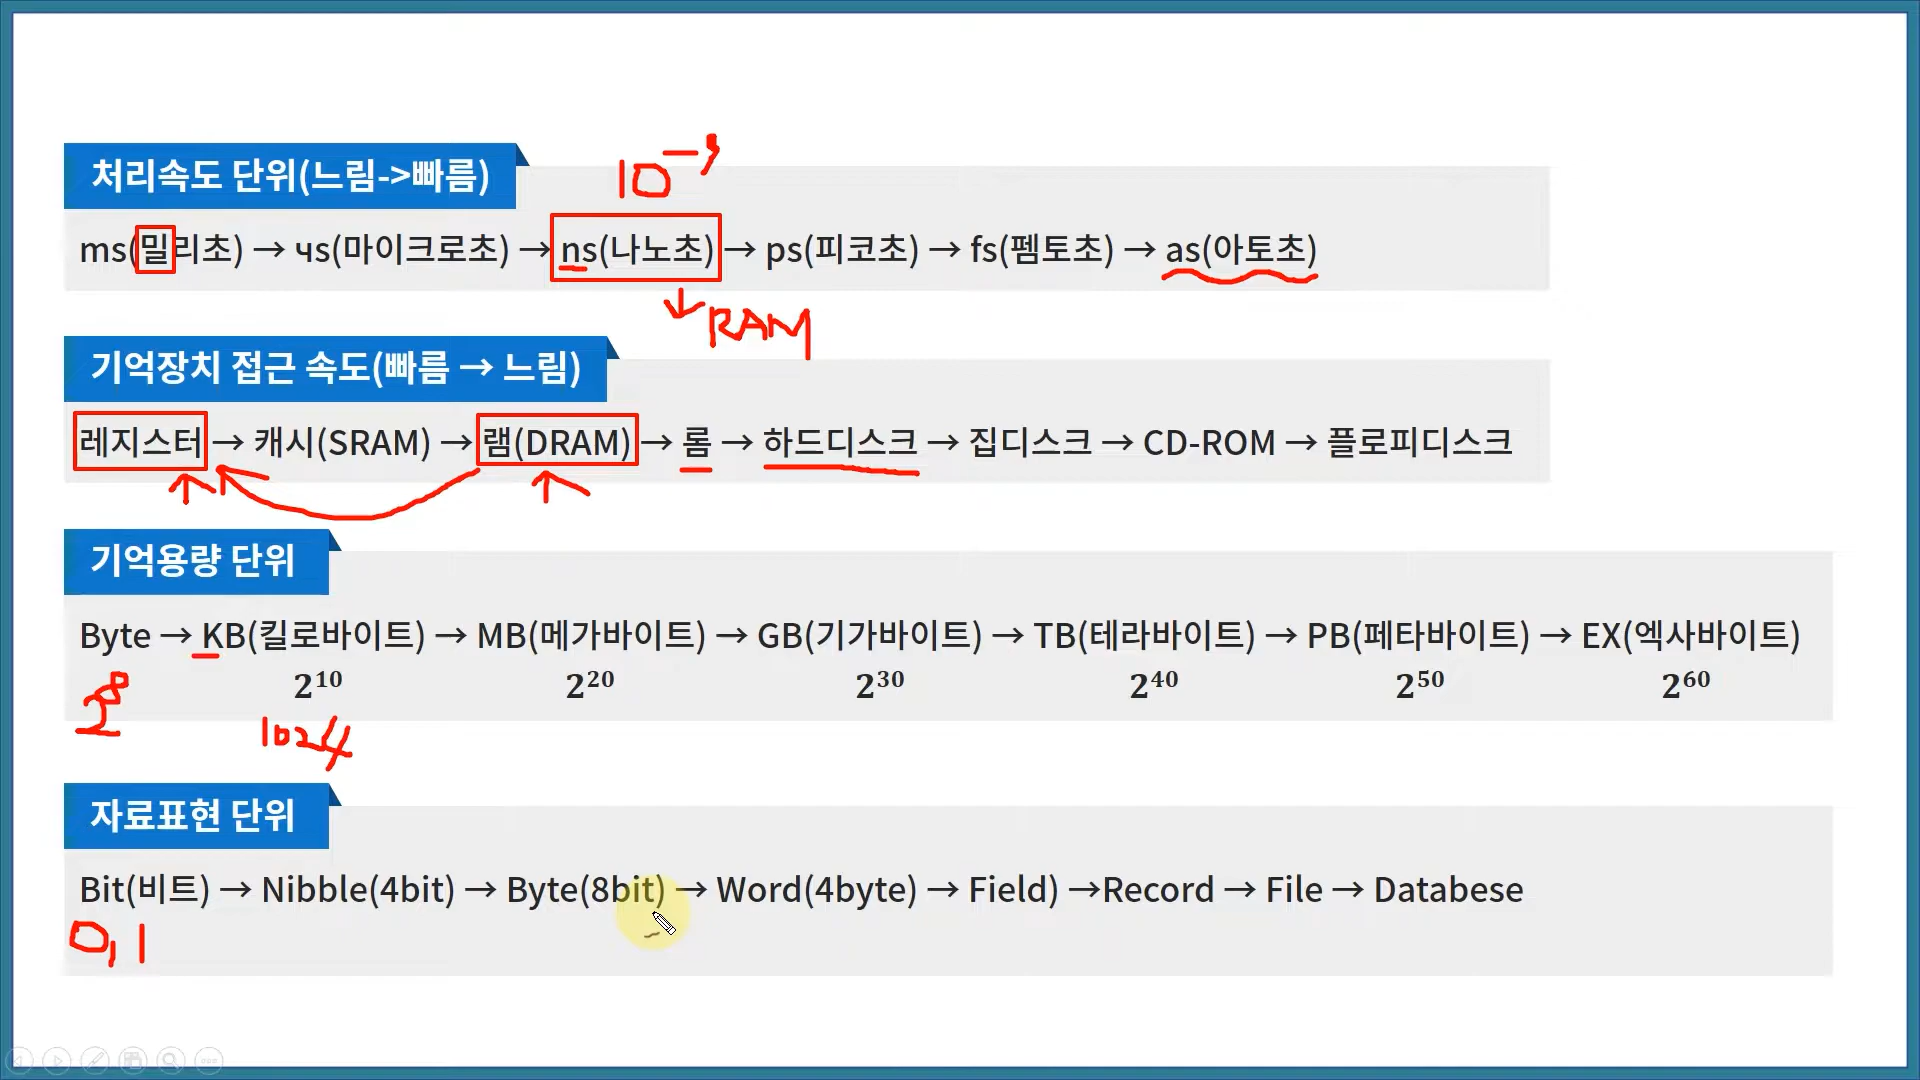 처리속도 단위(느림->빠름)
10⁻⁹
ms(밀리초) → чs(마이크로초) → ns(나노초) → ps(피코초) → fs(펨토초) → as(아토초)
RAM
기억장치 접근 속도(빠름 → 느림)
레지스터 → 캐시(SRAM) → 램(DRAM) → 롬 → 하드디스크 → 집디스크 → CD-ROM → 플로피디스크
기억용량 단위
Byte → KB(킬로바이트) → MB(메가바이트) → GB(기가바이트) → TB(테라바이트) → PB(페타바이트) → EX(엑사바이트)
2⁸ 2¹⁰ 2²⁰ 2³⁰ 2⁴⁰ 2⁵⁰ 2⁶⁰
1024
자료표현 단위
Bit(비트) → Nibble(4bit) → Byte(8bit) → Word(4byte) → Field) →Record → File → Databese
0, 1